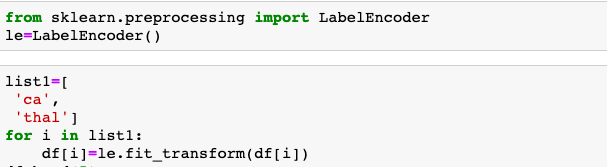 from sklearn.preprocessing import LabelEncoder
le=LabelEncoder()
list1=[
 'ca',
 'thal']
for i in list1:
    df[i]=le.fit_transform(df[i])